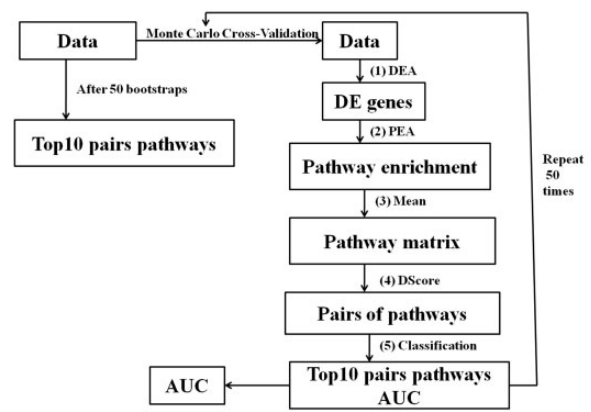 Data
Monte Carlo Cross-Validation
Data
(1) DEA
After 50 bootstraps
DE genes
(2) PEA
Top10 pairs pathways
Pathway enrichment
Repeat
50
times
(3) Mean
Pathway matrix
(4) DScore
Pairs of pathways
(5) Classification
AUC
Top10 pairs pathways
AUC